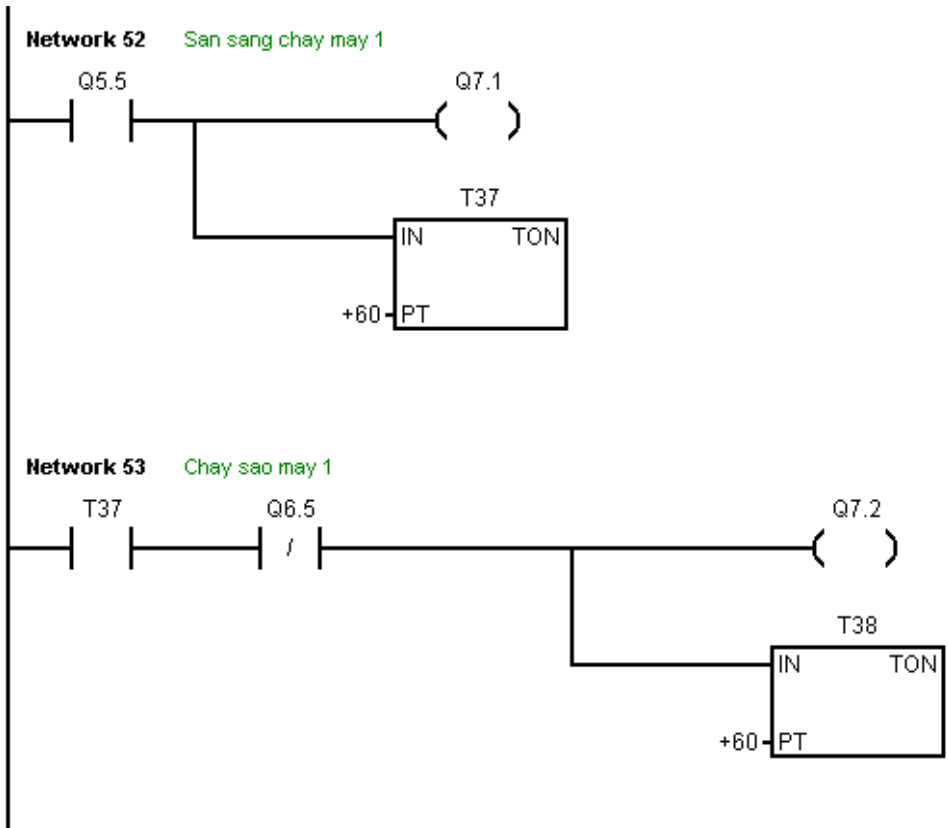 Network 52 San sang chay may 1
Q5.5 Q7.1
T37
IN TON
+60 PT
Network 53 Chay sao may 1
T37 Q6.5 Q7.2
/
T38
IN TON
+60 PT